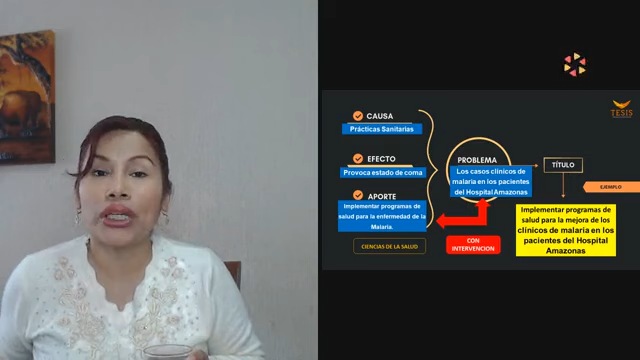 TESIS
CAUSA
Prácticas Sanitarias
EFECTO
Provoca estado de coma
APORTE
Implementar programas de
salud para la enfermedad de la
Malaria.
CIENCIAS DE LA SALUD
PROBLEMA
Los casos clínicos de
malaria en los pacientes
del Hospital Amazonas
CON
INTERVENCION
TÍTULO
EJEMPLO
Implementar programas de
salud para la mejora de los
clínicos de malaria en los
pacientes del Hospital
Amazonas